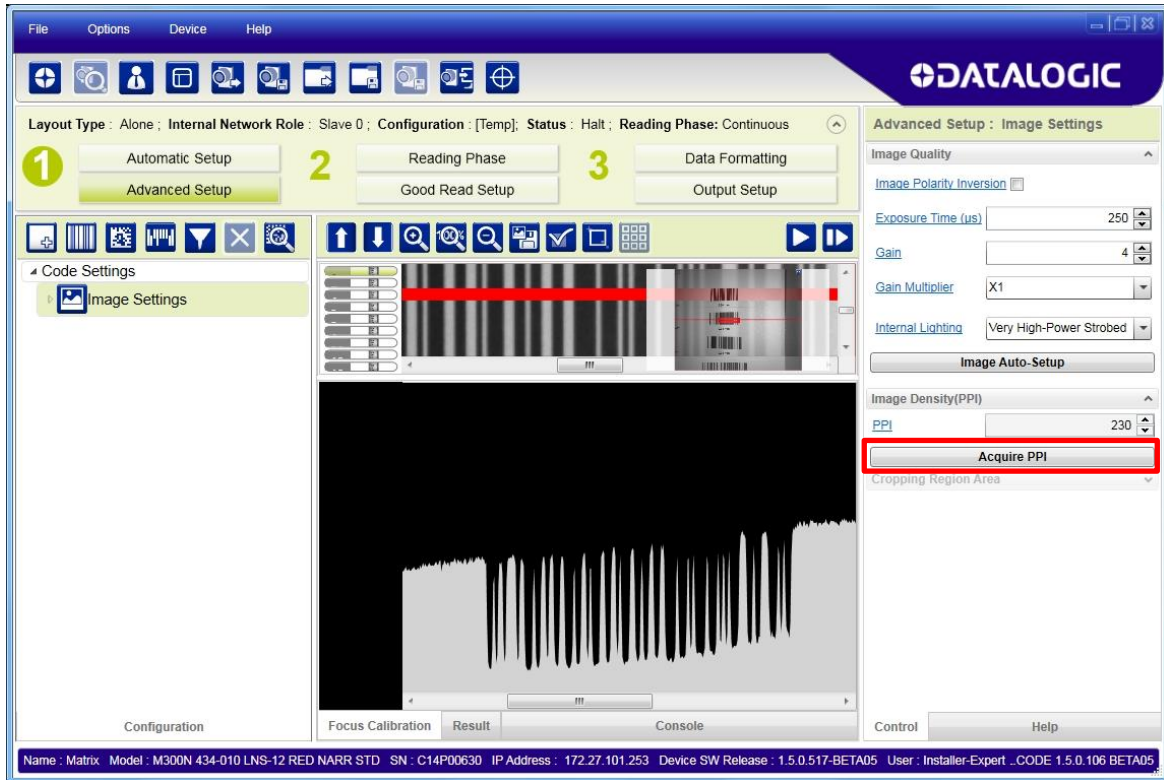 File Options Device Help
DATALOGIC
Layout Type : Alone ; Internal Network Role : Slave 0 ; Configuration : [Temp]; Status : Halt ; Reading Phase: Continuous
1 Automatic Setup 2 Reading Phase 3 Data Formatting
Advanced Setup Good Read Setup Output Setup
Advanced Setup : Image Settings
Image Quality
Image Polarity Inversion
Exposure Time (µs) 250
Gain 4
Gain Multiplier X1
Internal Lighting Very High-Power Strobed
Image Auto-Setup
Image Density(PPI)
PPI 230
Acquire PPI
Cropping Region Area
100%
Code Settings
Image Settings
Configuration
Focus Calibration Result Console
Control Help
Name : Matrix Model : M300N 434-010 LNS-12 RED NARR STD SN : C14P00630 IP Address : 172.27.101.253 Device SW Release : 1.5.0.517-BETA05 User : Installer-Expert ..CODE 1.5.0.106 BETA05